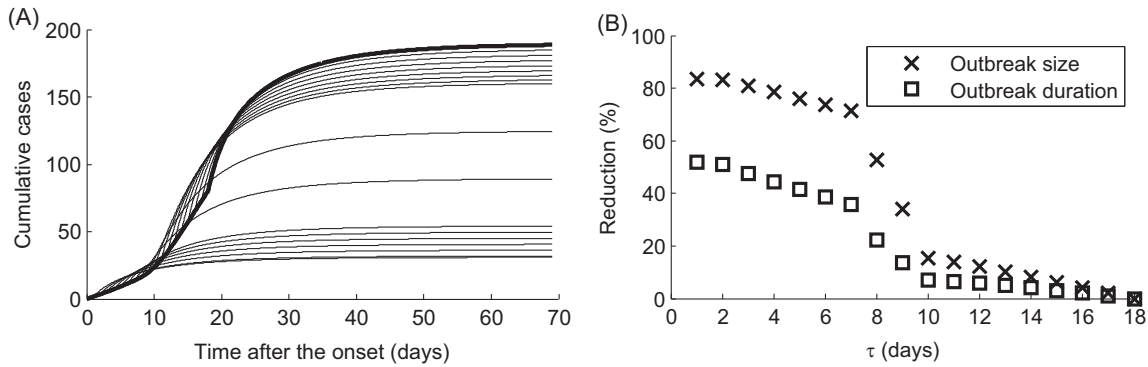 (A)
200
150
100
50
0
Cumulative cases
0 10 20 30 40 50 60 70
Time after the onset (days)
(B)
100
80
60
40
20
0
Reduction (%)
Outbreak size
Outbreak duration
0 2 4 6 8 10 12 14 16 18
τ (days)